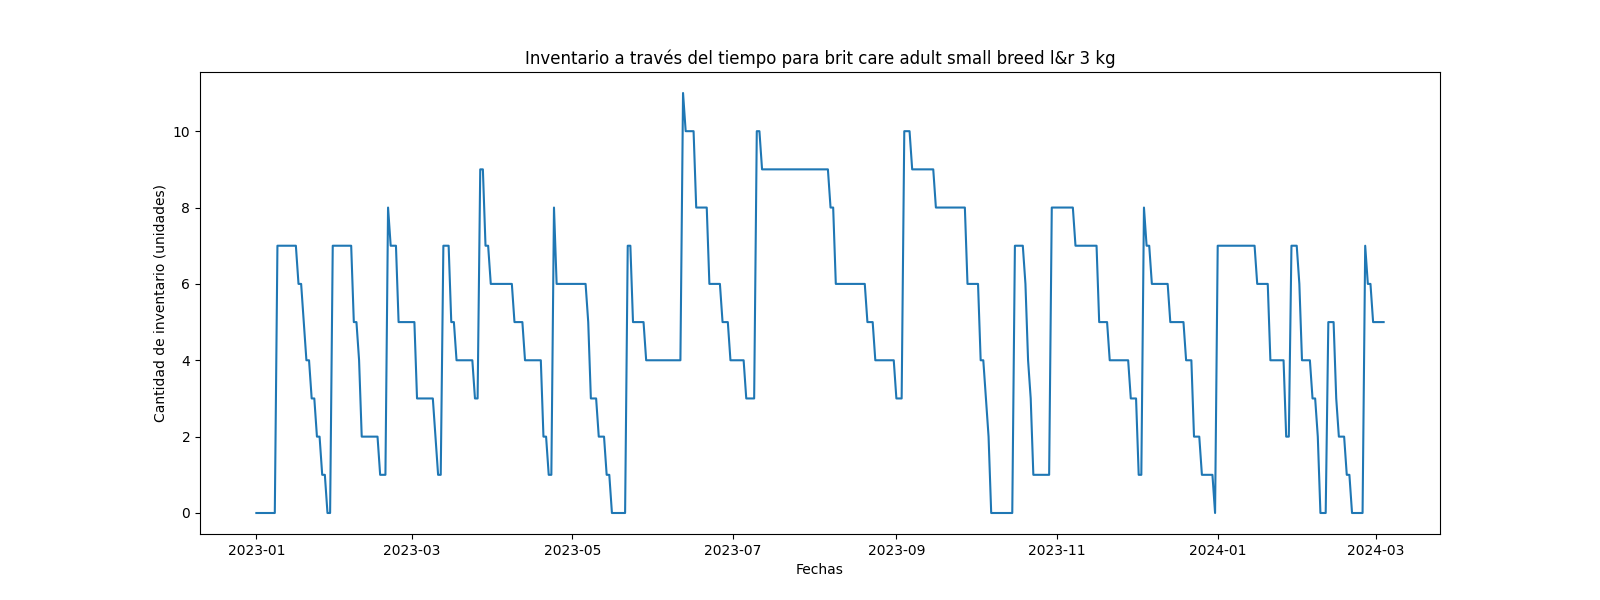 Inventario a través del tiempo para brit care adult small breed l&r 3 kg
Cantidad de inventario (unidades)
10
8
6
4
2
0
2023-01 2023-03 2023-05 2023-07 2023-09 2023-11 2024-01 2024-03
Fechas